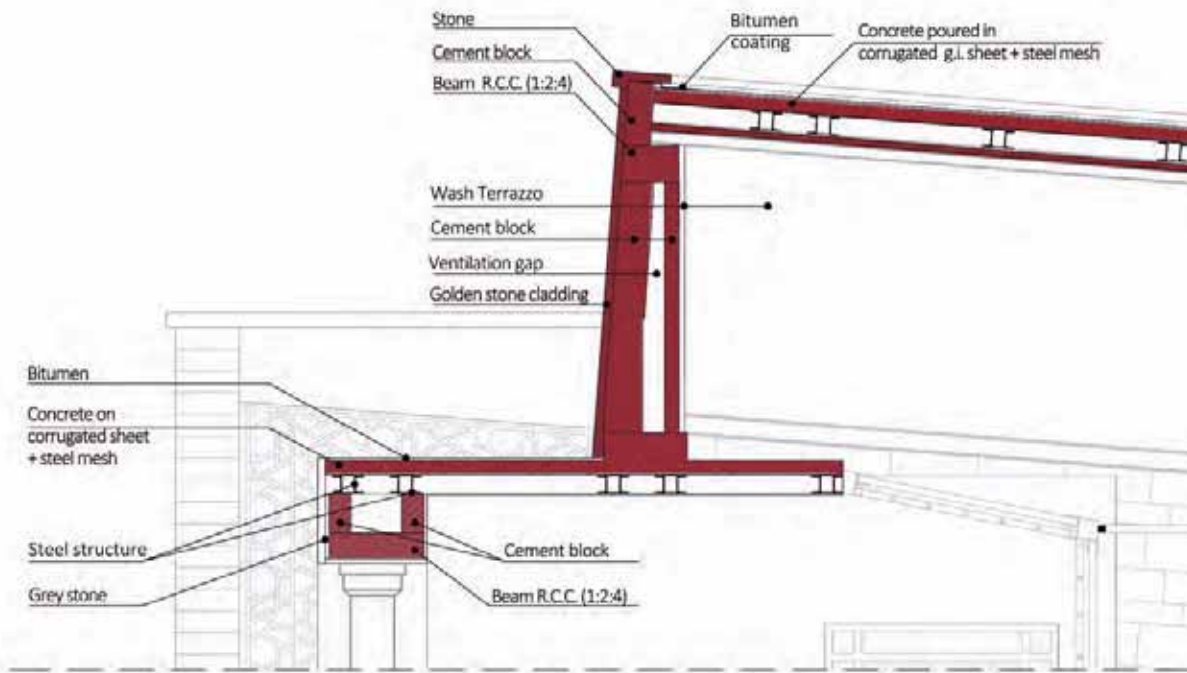 Stone
Cement block
Beam R.C.C. (1:2:4)
Bitumen
coating
Concrete poured in
corrugated g.i. sheet + steel mesh
Wash Terrazzo
Cement block
Ventilation gap
Golden stone cladding
Bitumen
Concrete on
corrugated sheet
+ steel mesh
Steel structure
Grey stone
Cement block
Beam R.C.C. (1:2:4)